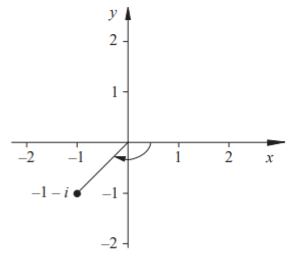 y
2
1
–2 –1 1 2 x
–1 – i –1
–2